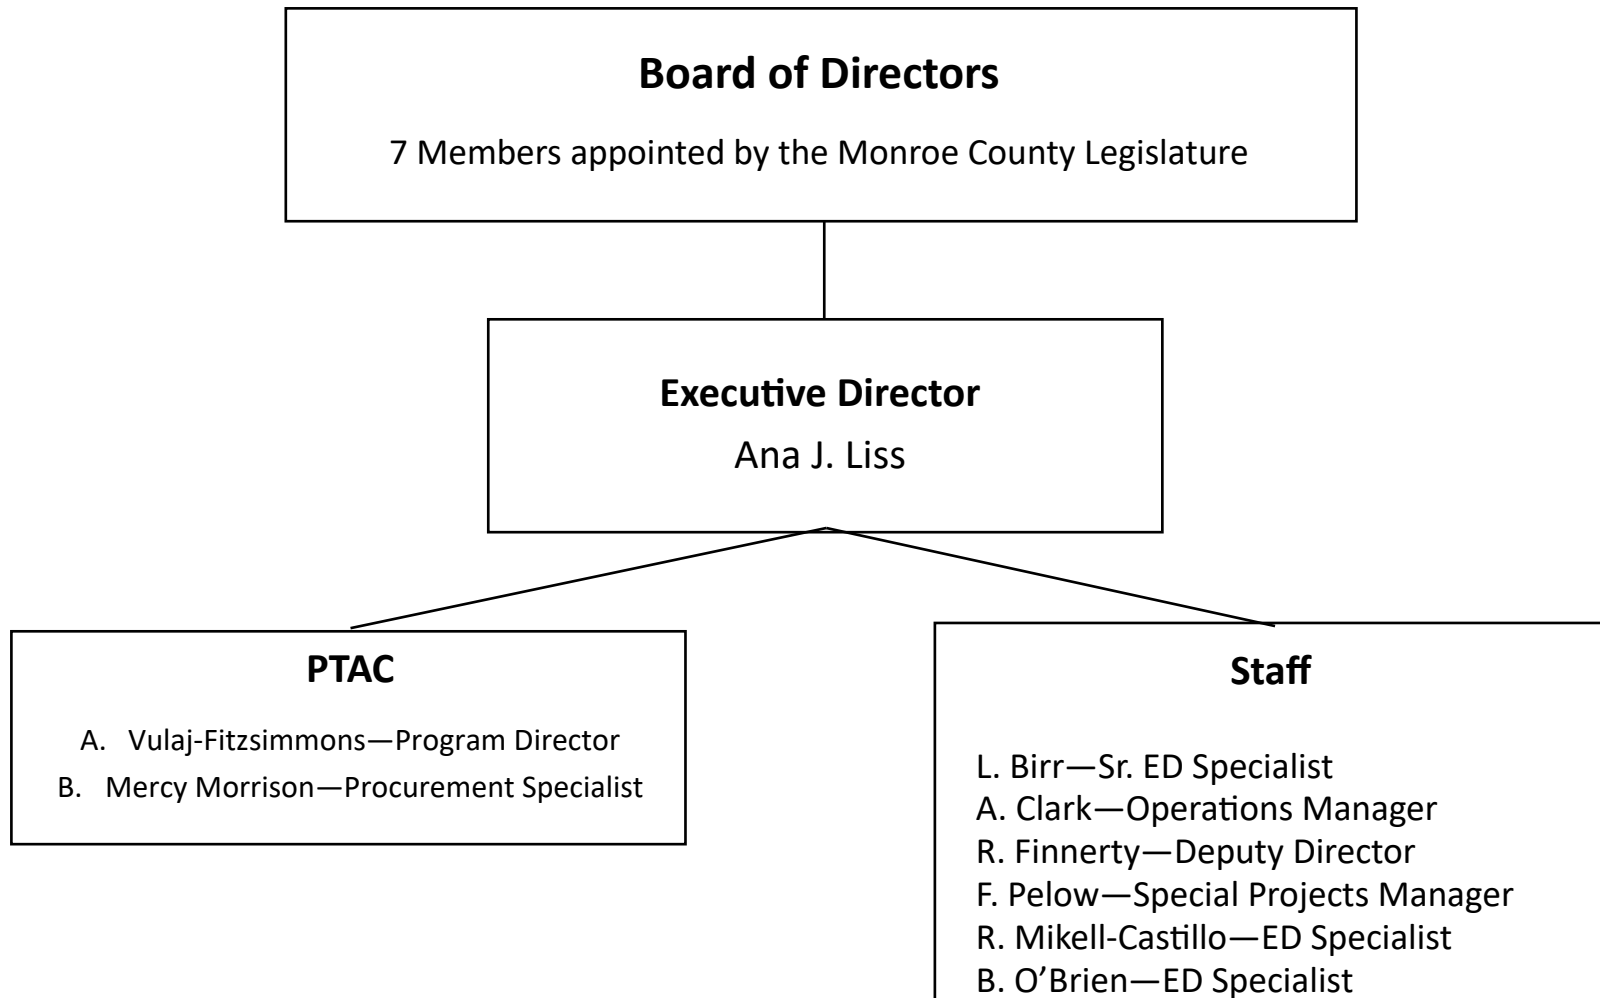 Board of Directors
7 Members appointed by the Monroe County Legislature
Executive Director
Ana J. Liss
PTAC
A. Vulaj-Fitzsimmons—Program Director
B. Mercy Morrison—Procurement Specialist
Staff
L. Birr—Sr. ED Specialist
A. Clark—Operations Manager
R. Finnerty—Deputy Director
F. Pelow—Special Projects Manager
R. Mikell-Castillo—ED Specialist
B. O’Brien—ED Specialist